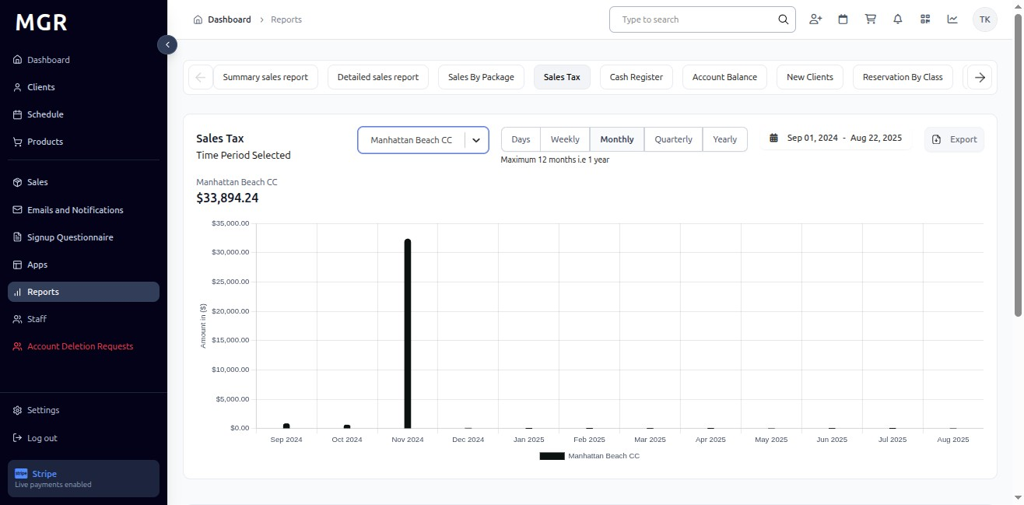 MGR
Dashboard
Clients
Schedule
Products
Sales
Emails and Notifications
Signup Questionnaire
Apps
Reports
Staff
Account Deletion Requests
Settings
Log out
Stripe
Live payments enabled
Dashboard > Reports
Type to search
TK
Summary sales report
Detailed sales report
Sales By Package
Sales Tax
Cash Register
Account Balance
New Clients
Reservation By Class
Sales Tax
Time Period Selected
Manhattan Beach CC
Days Weekly Monthly Quarterly Yearly
Maximum 12 months i.e 1 year
Sep 01, 2024 - Aug 22, 2025
Export
Manhattan Beach CC
$33,894.24
Amount in ($)
$35,000.00
$30,000.00
$25,000.00
$20,000.00
$15,000.00
$10,000.00
$5,000.00
$0.00
Sep 2024 Oct 2024 Nov 2024 Dec 2024 Jan 2025 Feb 2025 Mar 2025 Apr 2025 May 2025 Jun 2025 Jul 2025 Aug 2025
Manhattan Beach CC